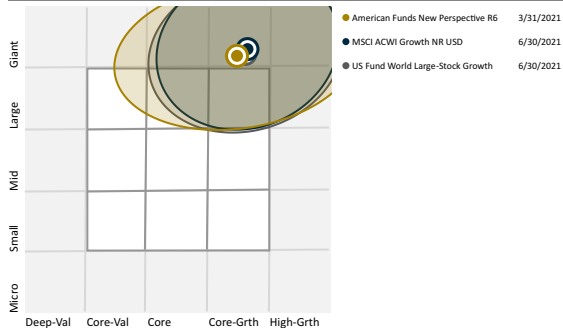 American Funds New Perspective R6 3/31/2021
MSCI ACWI Growth NR USD 6/30/2021
US Fund World Large-Stock Growth 6/30/2021
Giant
Large
Mid
Small
Micro
Deep-Val Core-Val Core Core-Grth High-Grth